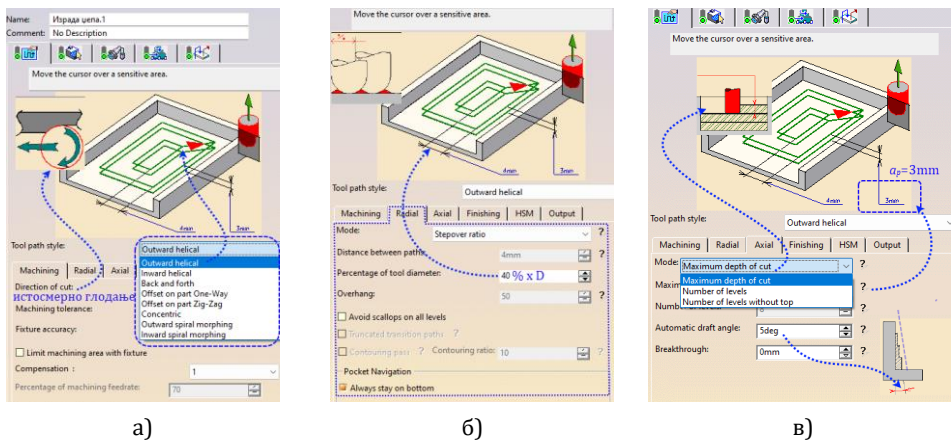 Name: Израда џепа.1
Comment: No Description
Move the cursor over a sensitive area.
4mm
3mm
Tool path style:
Outward helical
Outward helical
Inward helical
Back and forth
Offset on part One-Way
Offset on part Zig-Zag
Concentric
Outward spiral morphing
Inward spiral morphing
Machining Radial Axial
Direction of cut:
истосмерно глодање
Machining tolerance:
Fixture accuracy:
Limit machining area with fixture
Compensation : 1
Percentage of machining feedrate: 70
а)
Move the cursor over a sensitive area.
%
4mm
3mm
Tool path style: Outward helical
Machining Radial Axial Finishing HSM Output
Mode: Stepover ratio ?
Distance between paths: 4mm ?
Percentage of tool diameter: 40 % x D
Overhang: 50 ?
Avoid scallops on all levels
Truncated transition paths ?
Contouring pass ? Contouring ratio: 10 ?
Pocket Navigation
Always stay on bottom
б)
Move the cursor over a sensitive area.
aₚ=3mm
4mm
3mm
Tool path style:
Outward helical
Machining Radial Axial Finishing HSM Output
Mode: Maximum depth of cut ?
Maximum depth of cut
Number of levels
Number of levels without top
Automatic draft angle: 5deg ?
Breakthrough: 0mm ?
в)